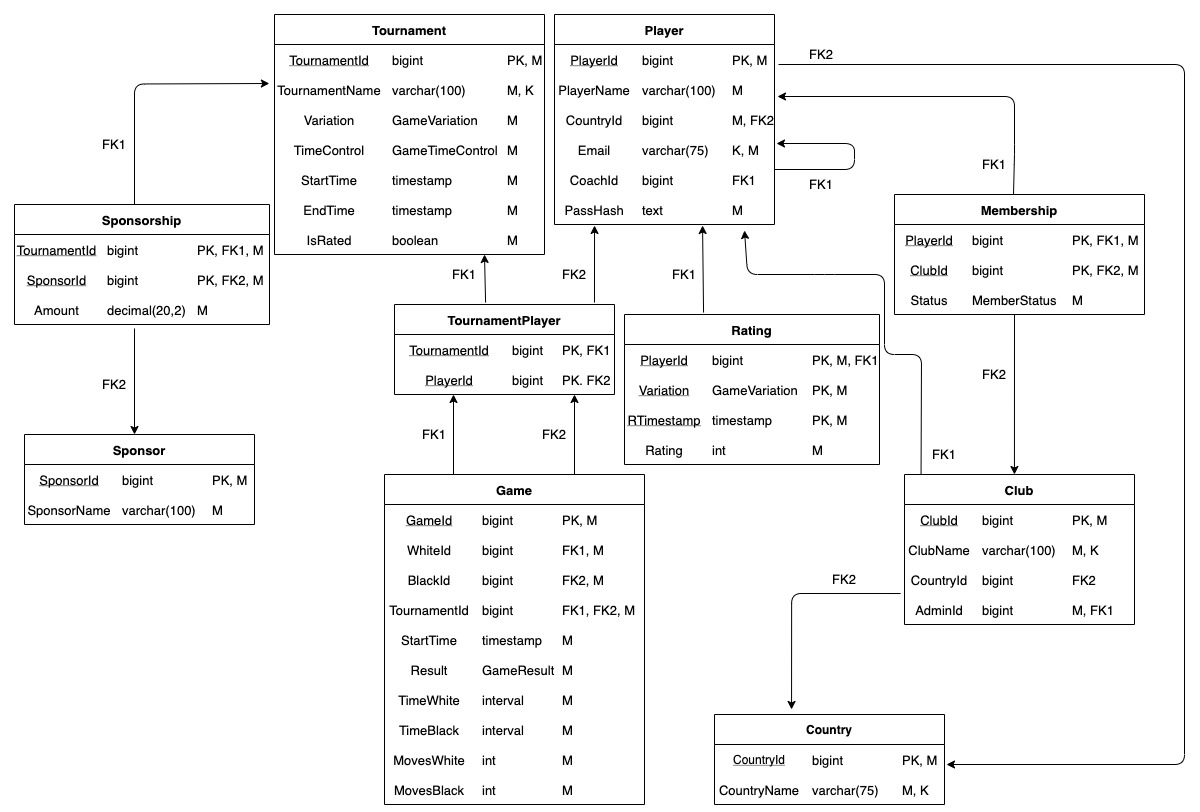 Tournament
TournamentId bigint PK, M
TournamentName varchar(100) M, K
Variation GameVariation M
TimeControl GameTimeControl M
StartTime timestamp M
EndTime timestamp M
IsRated boolean M
Player
PlayerId bigint PK, M
PlayerName varchar(100) M
CountryId bigint M, FK2
Email varchar(75) K, M
CoachId bigint FK1
PassHash text M
FK2
FK1
FK1
FK1
Sponsorship
TournamentId bigint PK, FK1, M
SponsorId bigint PK, FK2, M
Amount decimal(20,2) M
Membership
PlayerId bigint PK, FK1, M
ClubId bigint PK, FK2, M
Status MemberStatus M
FK1
FK2
FK1
TournamentPlayer
TournamentId bigint PK, FK1
PlayerId bigint PK. FK2
Rating
PlayerId bigint PK, M, FK1
Variation GameVariation PK, M
RTimestamp timestamp PK, M
Rating int M
FK2
FK2
FK1
FK2
FK1
Sponsor
SponsorId bigint PK, M
SponsorName varchar(100) M
Game
GameId bigint PK, M
WhiteId bigint FK1, M
BlackId bigint FK2, M
TournamentId bigint FK1, FK2, M
StartTime timestamp M
Result GameResult M
TimeWhite interval M
TimeBlack interval M
MovesWhite int M
MovesBlack int M
Club
ClubId bigint PK, M
ClubName varchar(100) M, K
CountryId bigint FK2
AdminId bigint M, FK1
FK2
Country
CountryId bigint PK, M
CountryName varchar(75) M, K